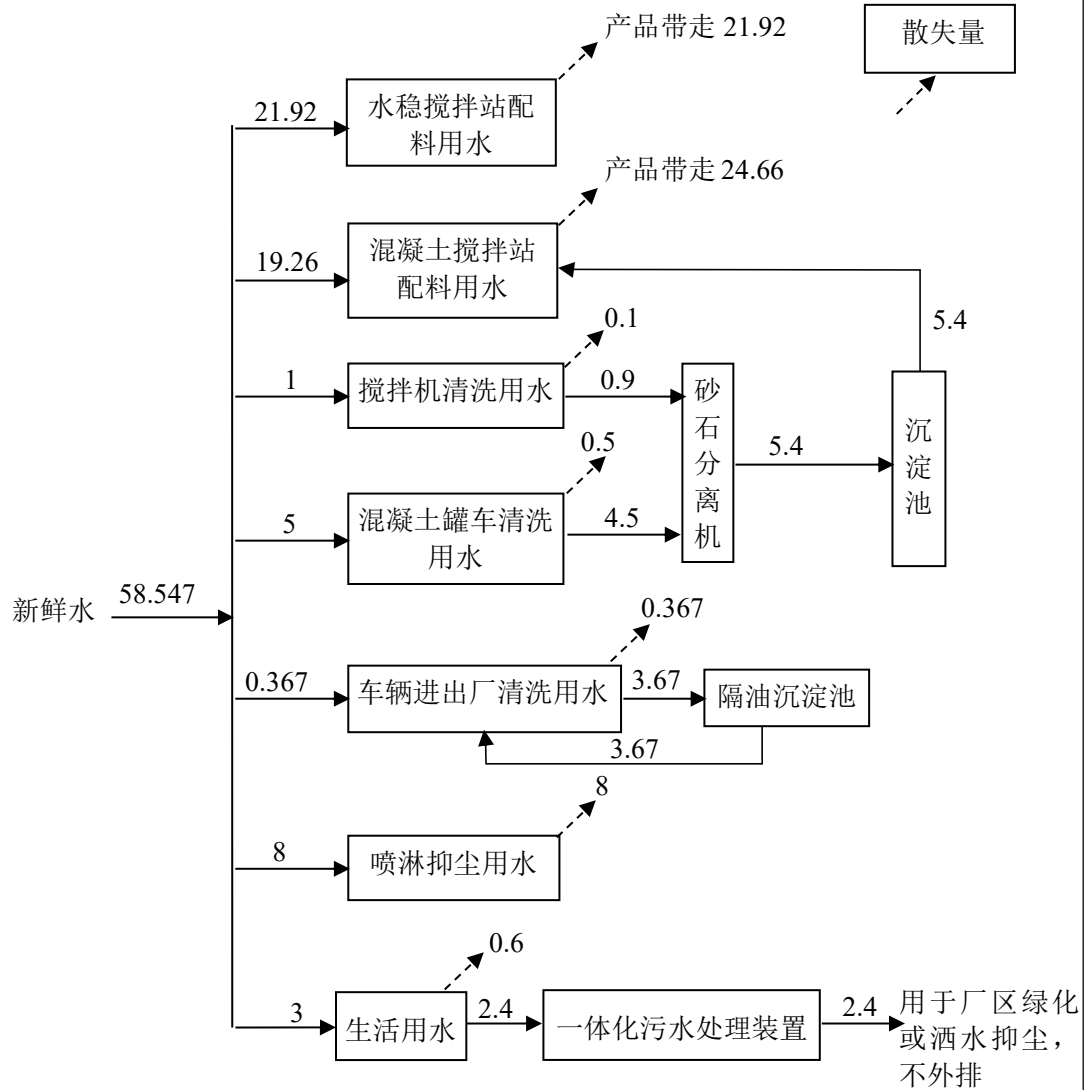 产品带走 21.92
散失量
21.92
水稳搅拌站配
料用水
产品带走 24.66
19.26
混凝土搅拌站
配料用水
5.4
0.1
1
搅拌机清洗用水
0.9
砂
石
分
离
机
5.4
沉
淀
池
0.5
5
混凝土罐车清洗
用水
4.5
新鲜水
58.547
0.367
0.367
车辆进出厂清洗用水
3.67
隔油沉淀池
3.67
8
8
喷淋抑尘用水
0.6
3
生活用水
2.4
一体化污水处理装置
2.4
用于厂区绿化
或洒水抑尘，
不外排